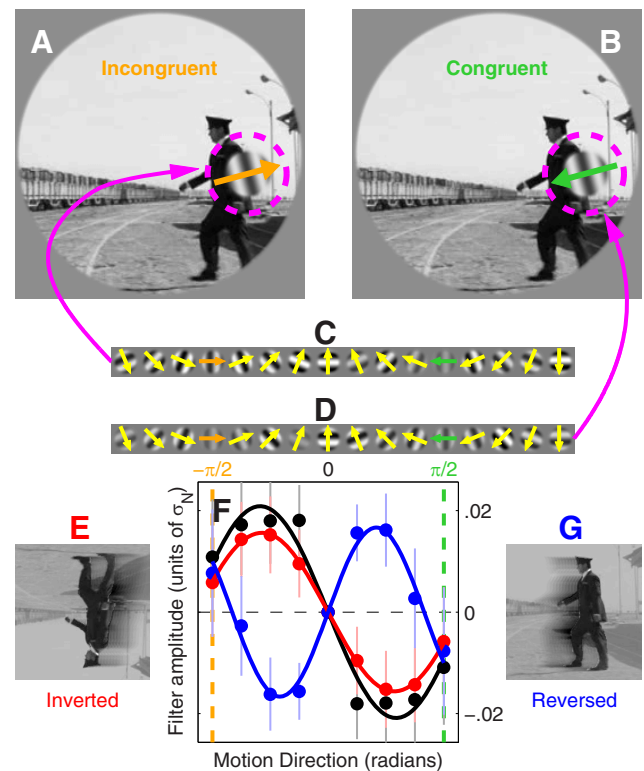 A
B
Incongruent
Congruent
C
D
−π/2
0
π/2
E
F
G
.02
0
-.02
Filter amplitude (units of σN)
Inverted
Reversed
Motion Direction (radians)